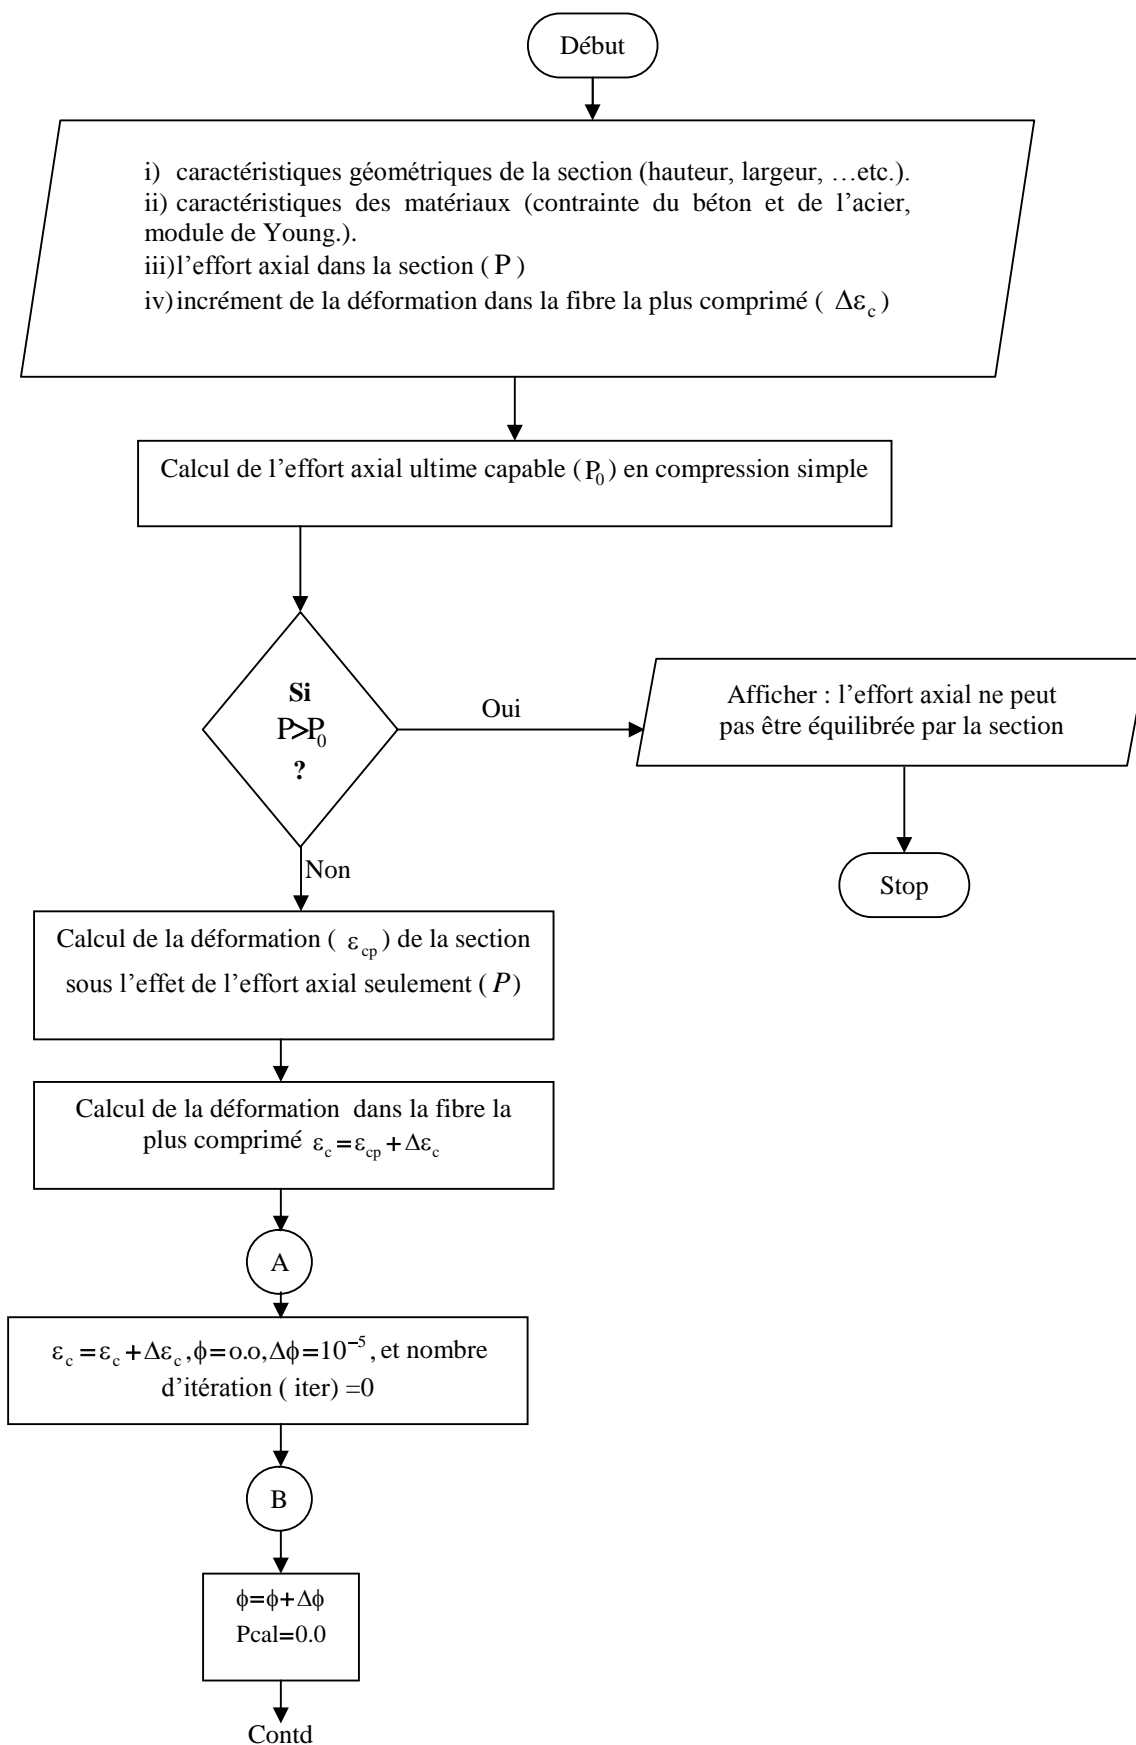 Début
i) caractéristiques géométriques de la section (hauteur, largeur, …etc.).
ii) caractéristiques des matériaux (contrainte du béton et de l’acier,
module de Young.).
iii)l’effort axial dans la section ( P )
iv)incrément de la déformation dans la fibre la plus comprimé ( Δε_c )
Calcul de l’effort axial ultime capable (P_0) en compression simple
Si
P>P_0
?
Oui
Afficher : l’effort axial ne peut
pas être équilibrée par la section
Stop
Non
Calcul de la déformation ( ε_cp ) de la section
sous l’effet de l’effort axial seulement (P)
Calcul de la déformation dans la fibre la
plus comprimé ε_c=ε_cp+Δε_c
A
ε_c=ε_c+Δε_c,ϕ=o.o,Δϕ=10^−5, et nombre
d’itération ( iter) =0
B
ϕ=ϕ+Δϕ
Pcal=0.0
Contd